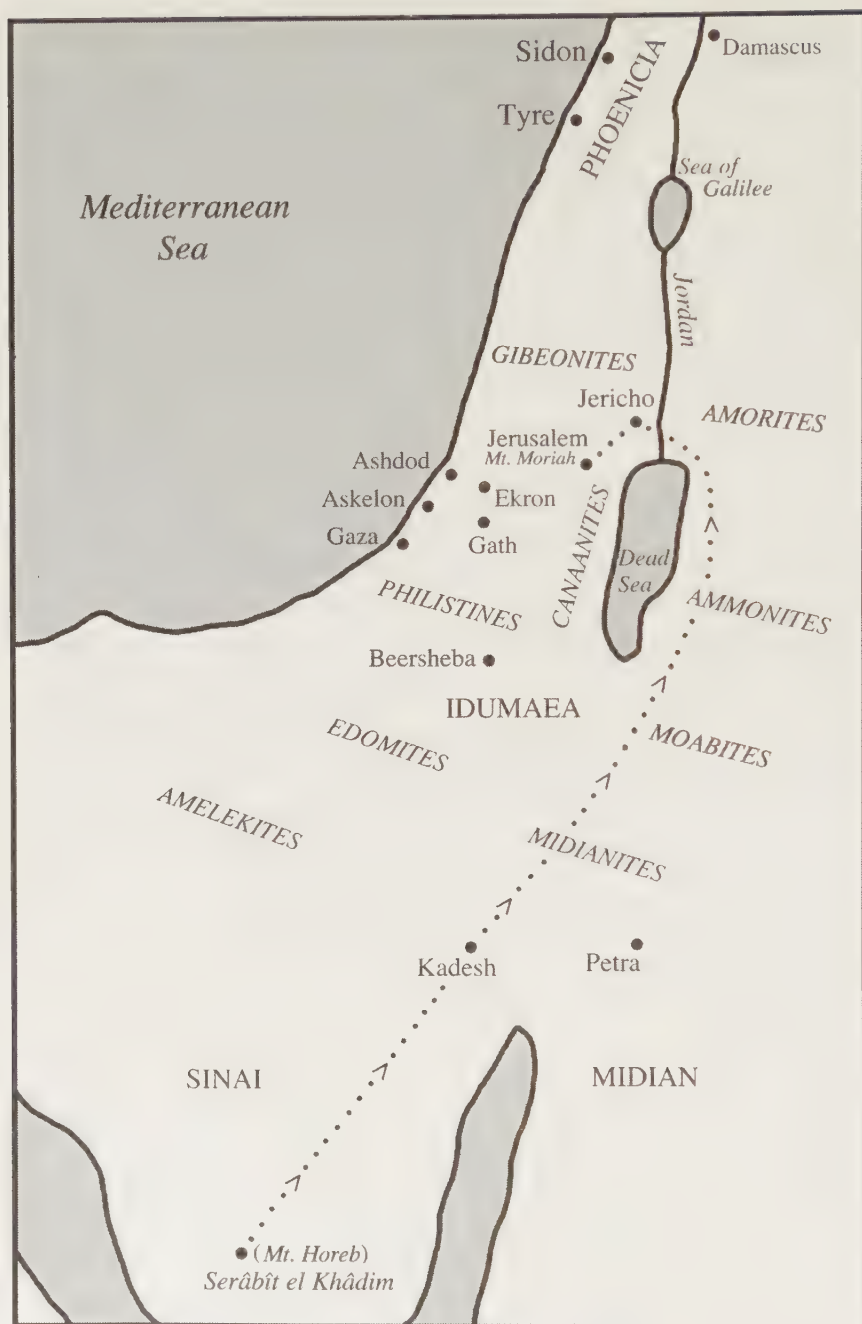 Sidon
Damascus
Tyre
PHOENICIA
Sea of
Galilee
Mediterranean
Sea
Jordan
GIBEONITES
Jericho
AMORITES
Jerusalem
Mt. Moriah
Ashdod
Ekron
Askelon
Gaza
Gath
CANAANITES
Dead
Sea
PHILISTINES
AMMONITES
Beersheba
IDUMAEA
EDOMITES
MOABITES
AMELEKITES
MIDIANITES
Kadesh
Petra
SINAI
MIDIAN
(Mt. Horeb)
Serâbît el Khâdim